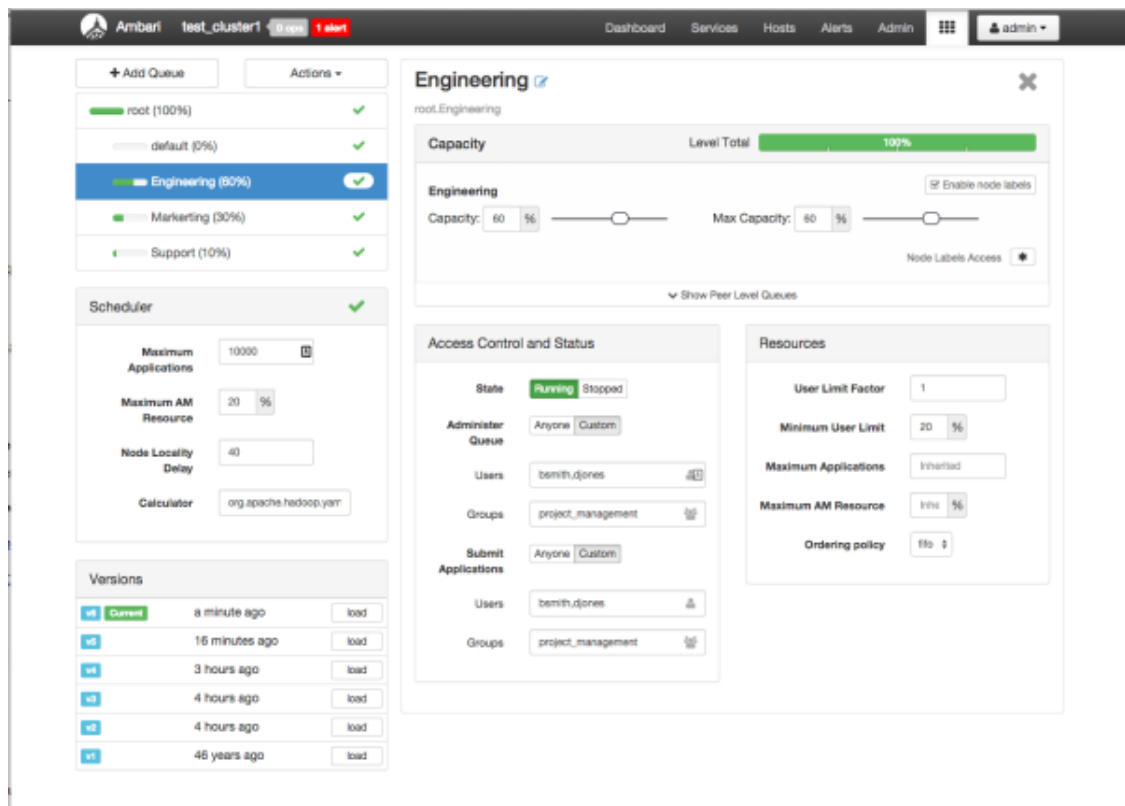 Ambari test_cluster1 0 ops 1 alert Dashboard Services Hosts Alerts Admin admin
+ Add Queue
Actions
root (100%)
default (0%)
Engineering (60%)
Markerting (30%)
Support (10%)
Scheduler
Maximum Applications 10000
Maximum AM Resource 20 %
Node Locality Delay 40
Calculator org.apache.hadoop.yarn
Versions
v6 Current a minute ago load
v5 16 minutes ago load
v4 3 hours ago load
v3 4 hours ago load
v2 4 hours ago load
v1 46 years ago load
Engineering
root.Engineering
Capacity Level Total 100%
Engineering Enable node labels
Capacity: 60 % Max Capacity: 60 %
Node Labels Access *
Show Peer Level Queues
Access Control and Status
State Running Stopped
Administer Queue Anyone Custom
Users bsmith,djones
Groups project_management
Submit Applications Anyone Custom
Users bsmith,djones
Groups project_management
Resources
User Limit Factor 1
Minimum User Limit 20 %
Maximum Applications Inherited
Maximum AM Resource Inhe %
Ordering policy fifo